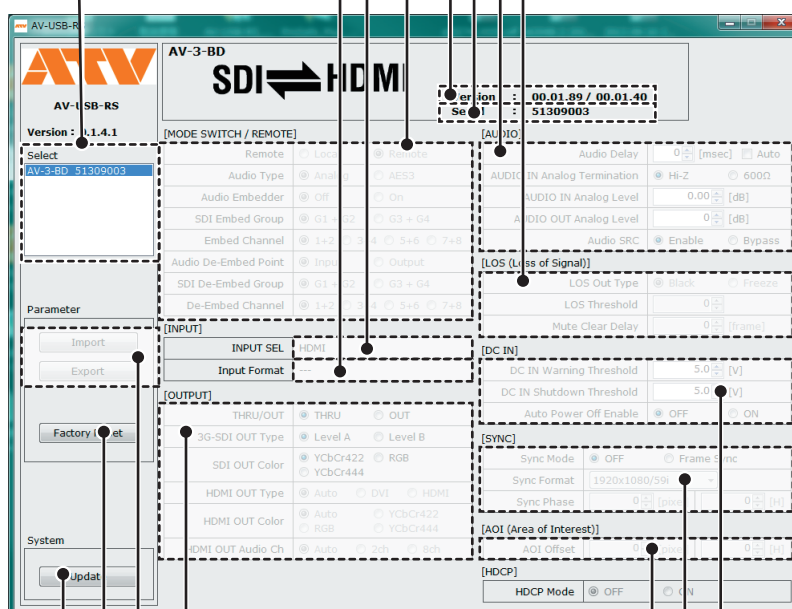 AV-USB-R
ATV
AV-USB-RS
Version : 0.1.4.1
Select
AV-3-BD 51309003
Parameter
Import
Export
Factory
System
Updat
AV-3-BD
SDI HDMI
Version : 00.01.89 / 00.01.40
: 51309003
[MODE SWITCH / REMOTE]
Remote Local Remote
Audio Type Analog AES3
Audio Embedder Off On
SDI Embed Group G1 + G2 G3 + G4
Embed Channel 1+2 3+4 5+6 7+8
Audio De-Embed Point Input Output
SDI De-Embed Group G1 + G2 G3 + G4
De-Embed Channel 1+2 3+4 5+6 7+8
[INPUT]
INPUT SEL HDMI
Input Format ---
[OUTPUT]
THRU/OUT THRU OUT
3G-SDI OUT Type Level A Level B
SDI OUT Color YCbCr422 RGB
YCbCr444
HDMI OUT Type Auto DVI HDMI
HDMI OUT Color Auto YCbCr422
RGB YCbCr444
HDMI OUT Audio Ch Auto 2ch 8ch
[AUDIO]
Audio Delay 0 [msec] Auto
AUDIO IN Analog Termination Hi-Z 600Ω
AUDIO IN Analog Level 0.00 [dB]
AUDIO OUT Analog Level 0 [dB]
Audio SRC Enable Bypass
[LOS (Loss of Signal)]
LOS Out Type Black Freeze
LOS Threshold 0
Mute Clear Delay 0 [frame]
[DC IN]
DC IN Warning Threshold 5.0 [V]
DC IN Shutdown Threshold 5.0 [V]
Auto Power Off Enable OFF ON
[SYNC]
Sync Mode OFF Frame Sync
Sync Format 1920x1080/59i
Sync Phase 0 [pixel] 0 [H]
[AOI (Area of Interest)]
AOI Offset 0 [pixel] 0 [H]
[HDCP]
HDCP Mode OFF ON